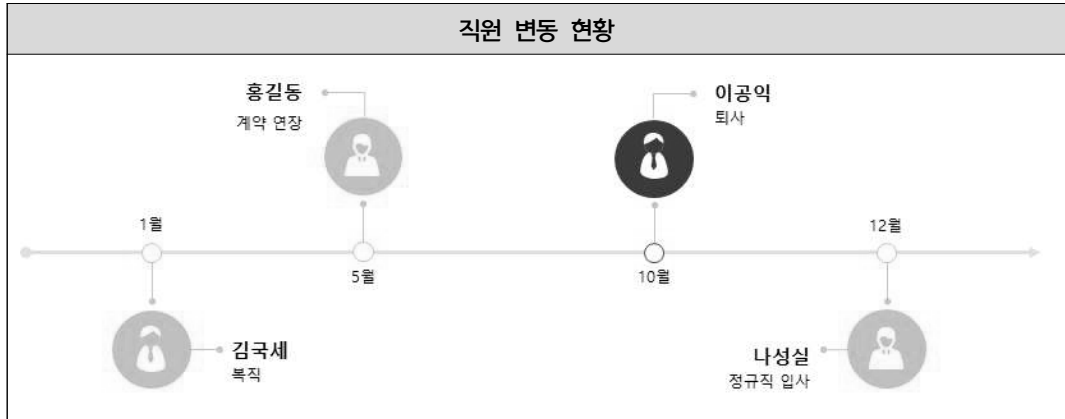 직원 변동 현황
홍길동
계약 연장
이공익
퇴사
1월
12월
5월
10월
김국세
복직
나성실
정규직 입사